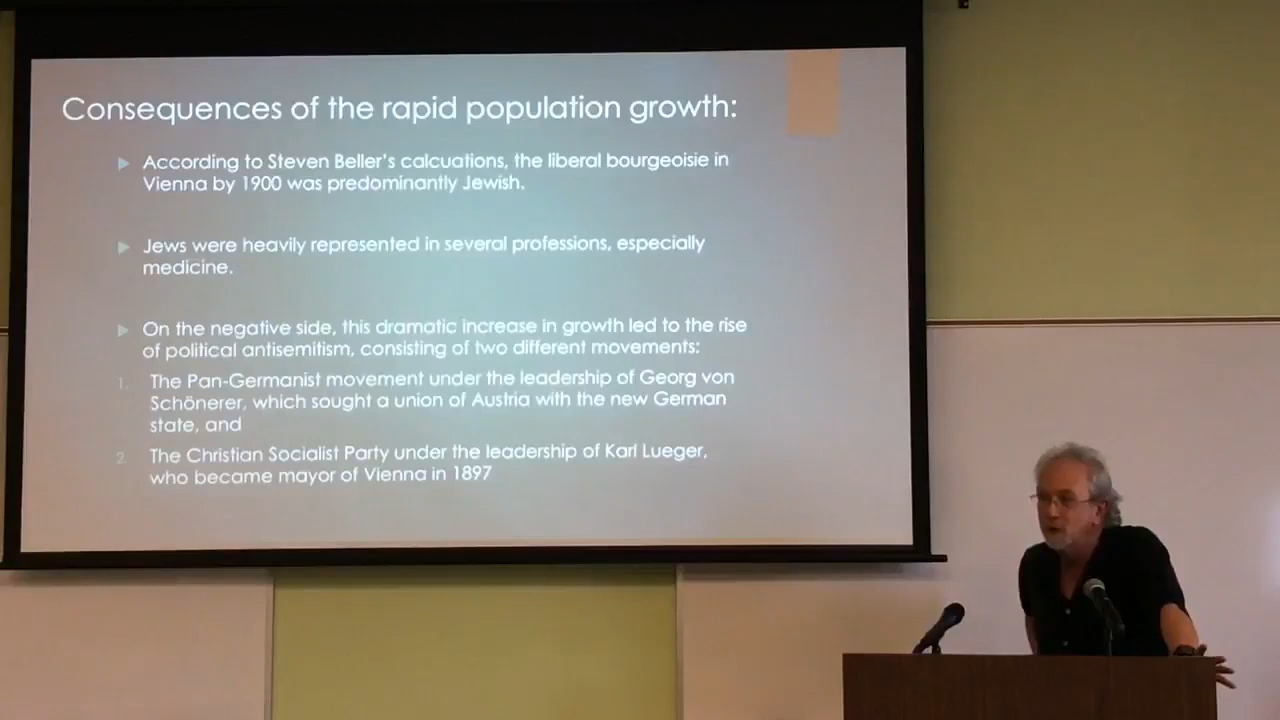 Consequences of the rapid population growth:
According to Steven Beller's calcuations, the liberal bourgeoisie in
Vienna by 1900 was predominantly Jewish.
Jews were heavily represented in several professions, especially
medicine.
On the negative side, this dramatic increase in growth led to the rise
of political antisemitism, consisting of two different movements:
1. The Pan-Germanist movement under the leadership of Georg von
Schönerer, which sought a union of Austria with the new German
state, and
2. The Christian Socialist Party under the leadership of Karl Lueger,
who became mayor of Vienna in 1897